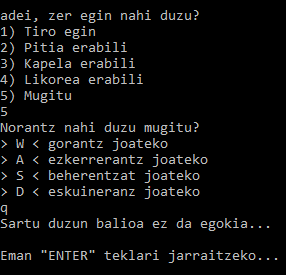 adei, zer egin nahi duzu?
1) Tiro egin
2) Pitia erabili
3) Kapela erabili
4) Likorea erabili
5) Mugitu
5
Norantz nahi duzu mugitu?
> W < gorantz joateko
> A < ezkerrerantz joateko
> S < beherentzat joateko
> D < eskuineranz joateko
q
Sartu duzun balioa ez da egokia...
Eman "ENTER" teklari jarraitzeko...